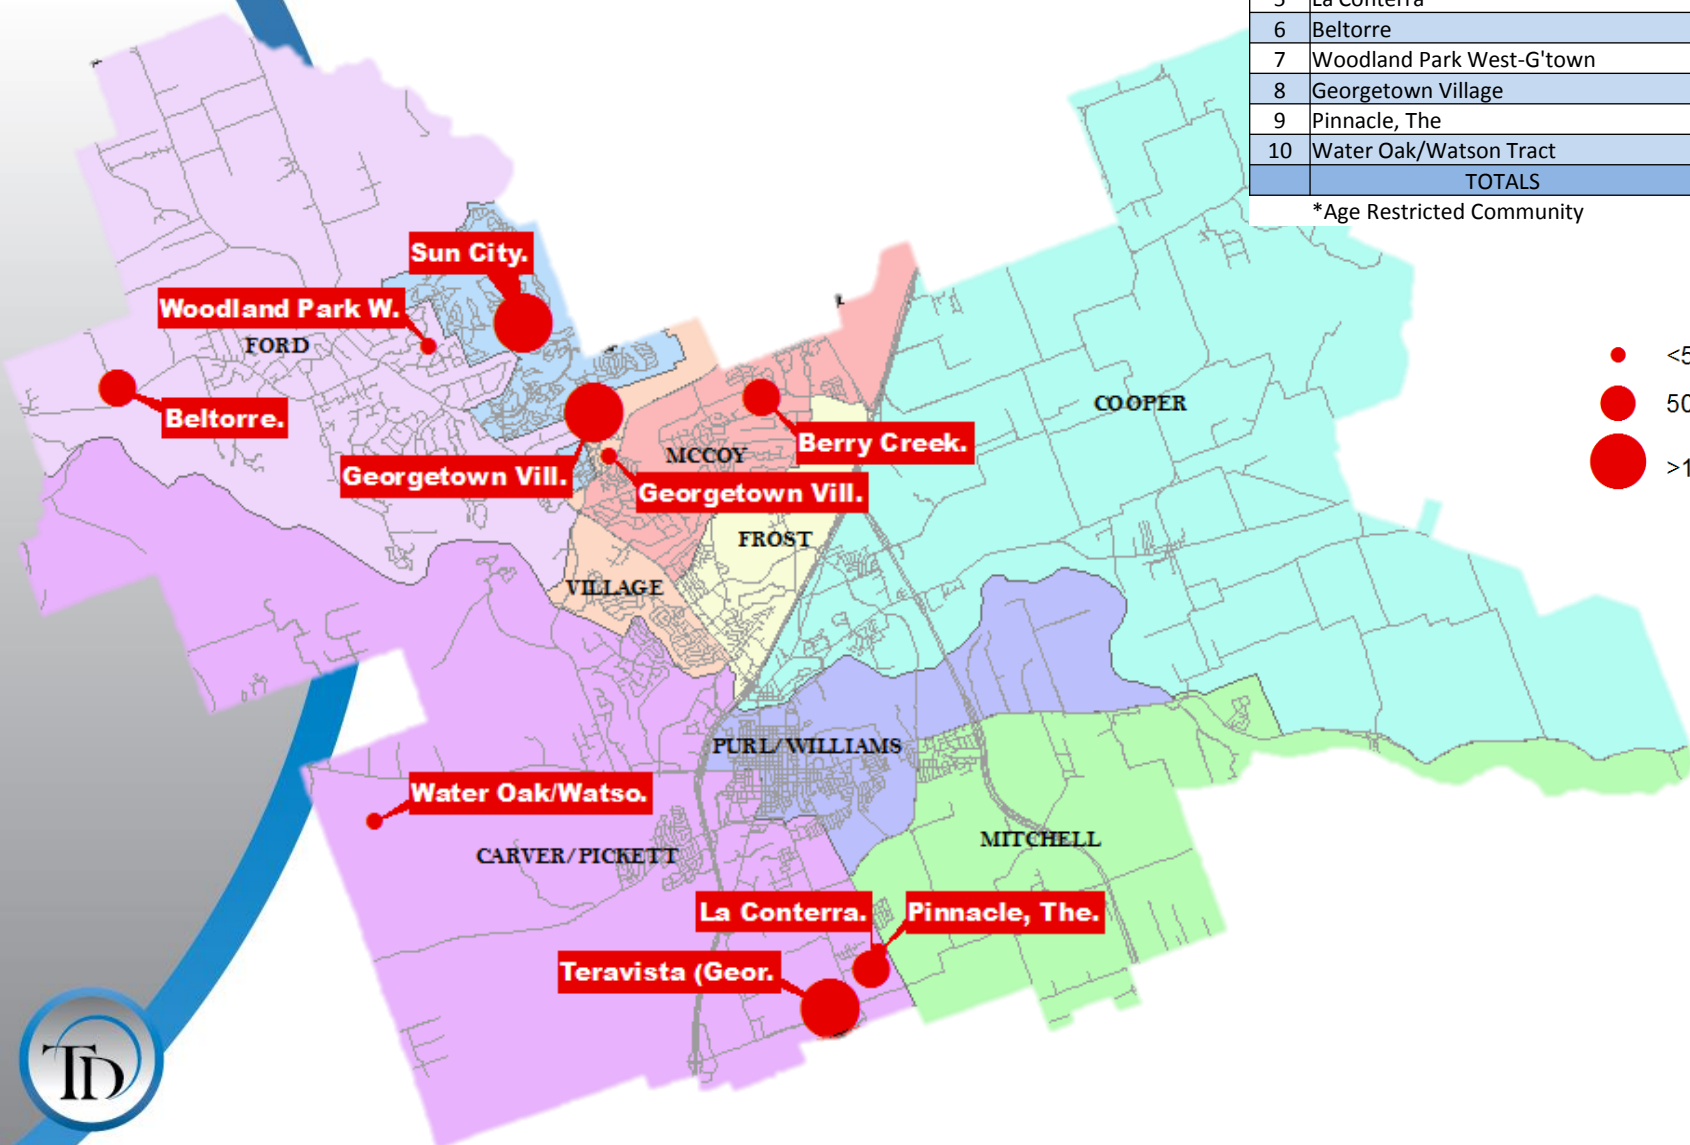 5 La Conterra
6 Beltorre
7 Woodland Park West-G'town
8 Georgetown Village
9 Pinnacle, The
10 Water Oak/Watson Tract
TOTALS
*Age Restricted Community
Sun City.
Woodland Park W.
FORD
Beltorre.
COOPER
<5
50
>1
Berry Creek.
MCCOY
Georgetown Vill.
Georgetown Vill.
FROST
VILLAGE
PURL/WILLIAMS
Water Oak/Watso.
MITCHELL
CARVER/PICKETT
La Conterra.
Pinnacle, The.
Teravista (Geor.
TD